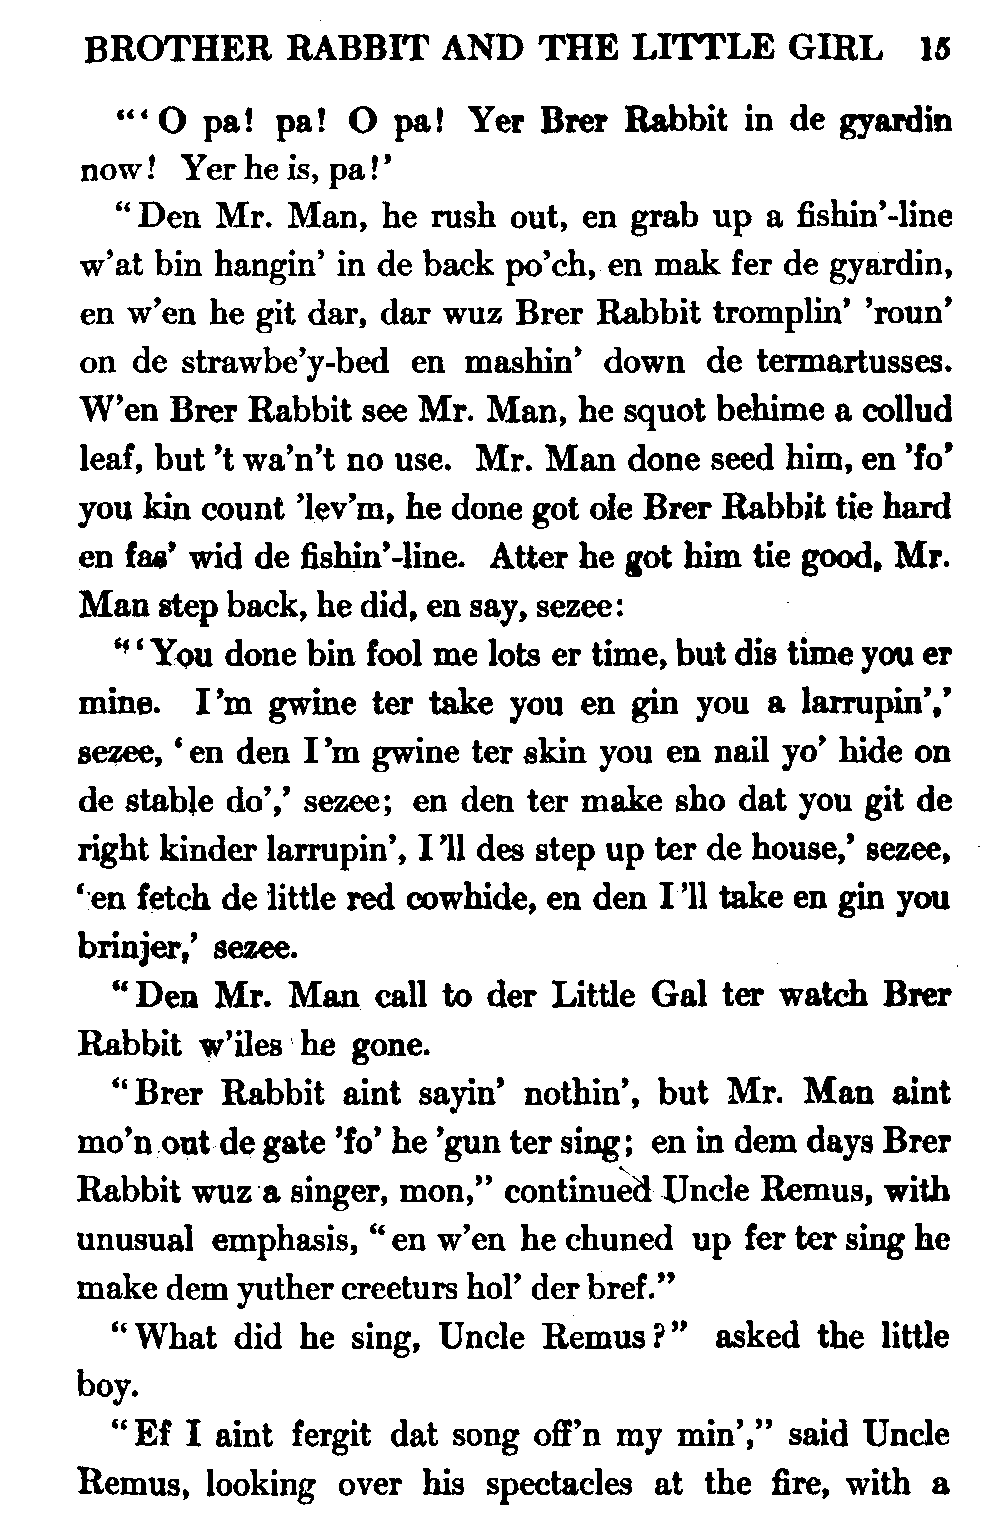 BROTHER RABBIT AND THE LITTLE GIRL 15
"'O pa! pa! O pa! Yer Brer Rabbit in de gyardin
now! Yer he is, pa!'
"Den Mr. Man, he rush out, en grab up a fishin'-line
w'at bin hangin' in de back po'ch, en mak fer de gyardin,
en w'en he git dar, dar wuz Brer Rabbit tromplin' 'roun'
on de strawbe'y-bed en mashin' down de termartusses.
W'en Brer Rabbit see Mr. Man, he squot behime a collud
leaf, but 't wa'n't no use. Mr. Man done seed him, en 'fo'
you kin count 'lev'm, he done got ole Brer Rabbit tie hard
en fas' wid de fishin'-line. Atter he got him tie good, Mr.
Man step back, he did, en say, sezee:
"'You done bin fool me lots er time, but dis time you er
mine. I'm gwine ter take you en gin you a larrupin','
sezee, 'en den I'm gwine ter skin you en nail yo' hide on
de stable do',' sezee; en den ter make sho dat you git de
right kinder larrupin', I'll des step up ter de house,' sezee,
'en fetch de little red cowhide, en den I'll take en gin you
brinjer,' sezee.
"Den Mr. Man call to der Little Gal ter watch Brer
Rabbit w'iles he gone.
"Brer Rabbit aint sayin' nothin', but Mr. Man aint
mo'n out de gate 'fo' he 'gun ter sing; en in dem days Brer
Rabbit wuz a singer, mon," continued Uncle Remus, with
unusual emphasis, "en w'en he chuned up fer ter sing he
make dem yuther creeturs hol' der bref."
"What did he sing, Uncle Remus?" asked the little
boy.
"Ef I aint fergit dat song off'n my min'," said Uncle
Remus, looking over his spectacles at the fire, with a